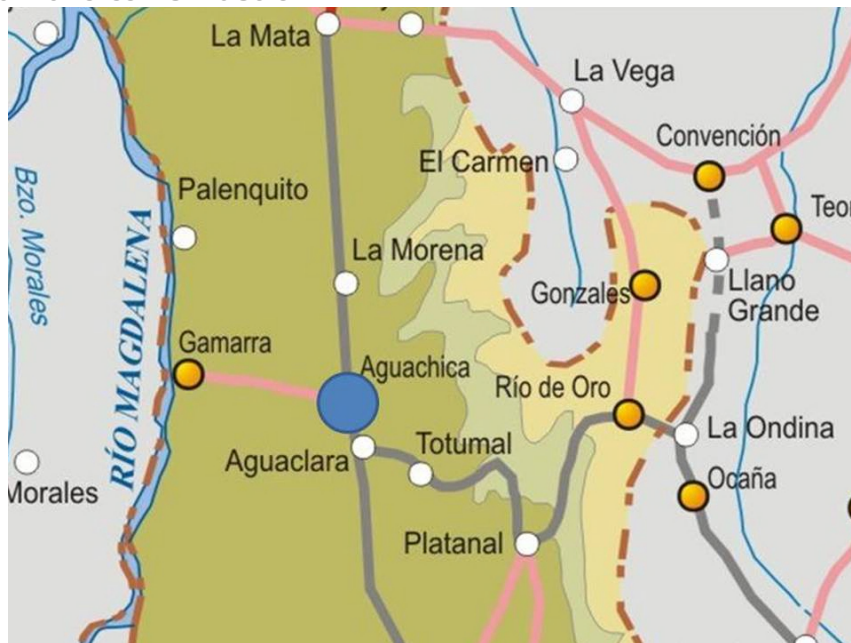 La Mata
La Vega
Convención
El Carmen
Bzo. Morales
Palenquito
RÍO MAGDALENA
La Morena
Gonzales
Llano
Grande
Gamarra
Aguachica
Río de Oro
Aguaclara
Totumal
La Ondina
Morales
Ocaña
Platanal